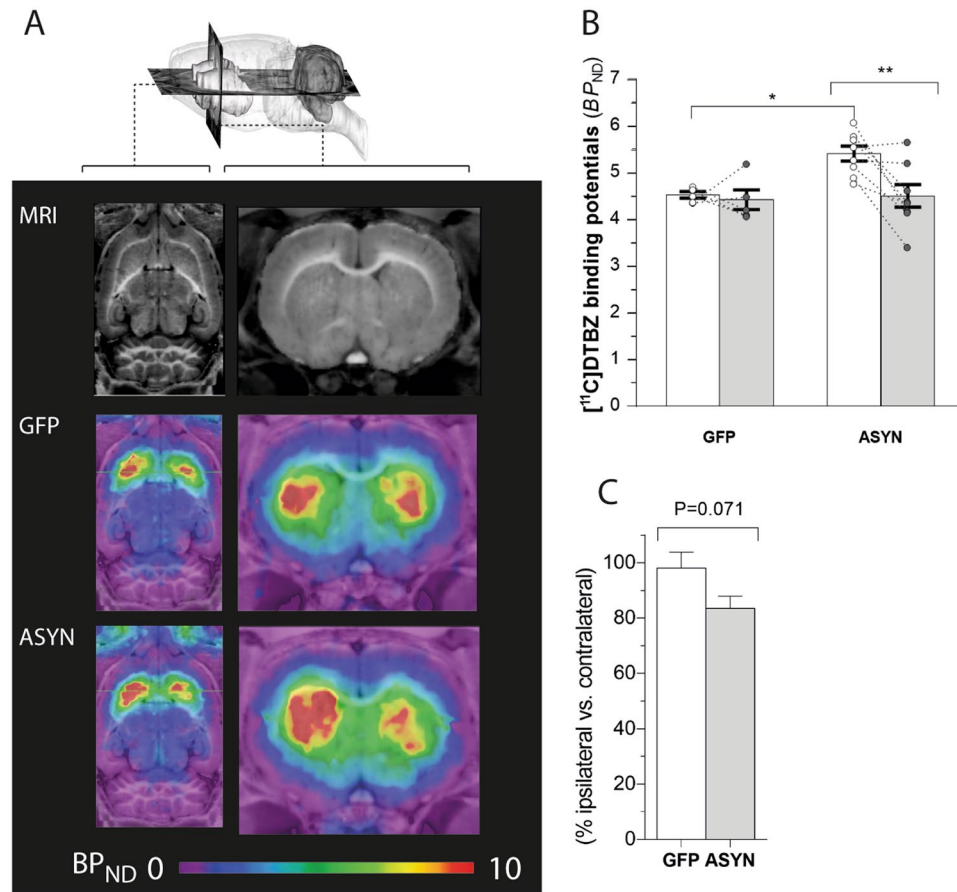 A
MRI
GFP
ASYN
BP_ND 0 10
B
[¹¹C]DTBZ binding potentials (BP_ND)
7
6
5
4
3
2
1
0
*
**
GFP ASYN
C
P=0.071
(% ipsilateral vs. contralateral)
100
80
60
40
20
0
GFP ASYN